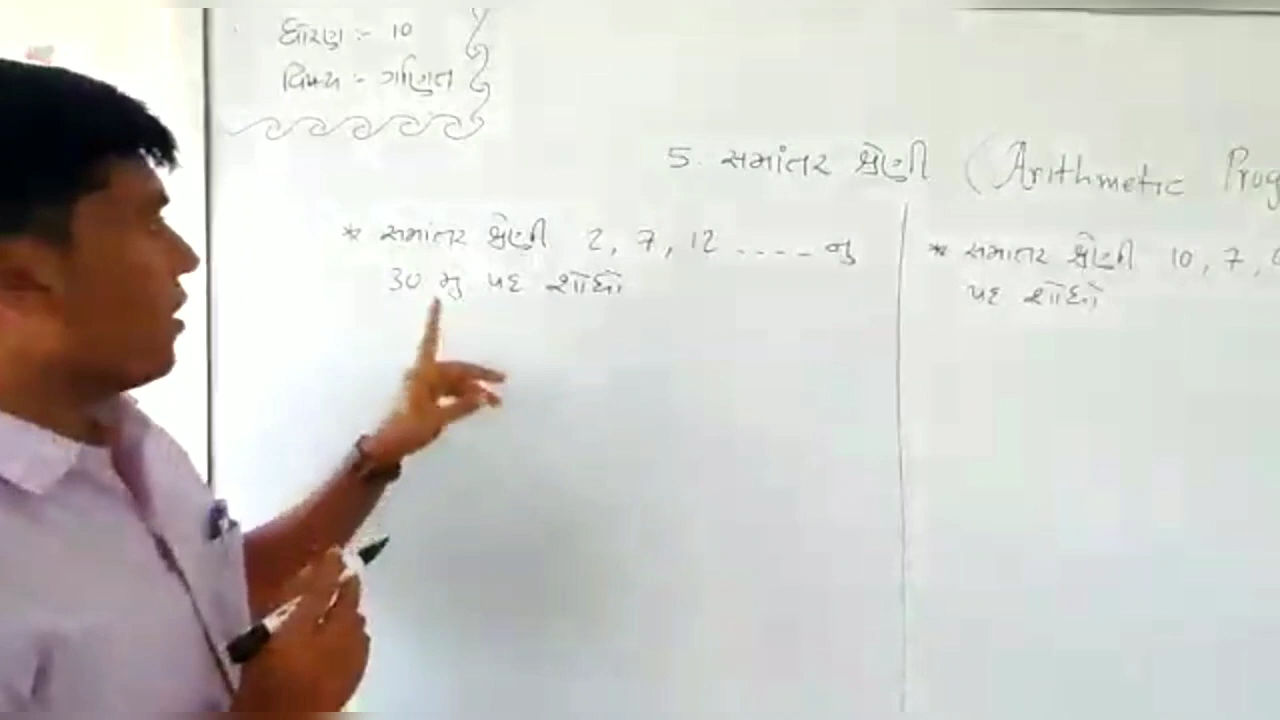 ધોરણ :- 10
વિષય :- ગણિત
5. સમાંતર શ્રેણી (Arithmetic Prog
* સમાંતર શ્રેણી 2, 7, 12 .... નુ
30 મુ પદ શોધો
* સમાંતર શ્રેણી 10, 7,
પદ શોધો